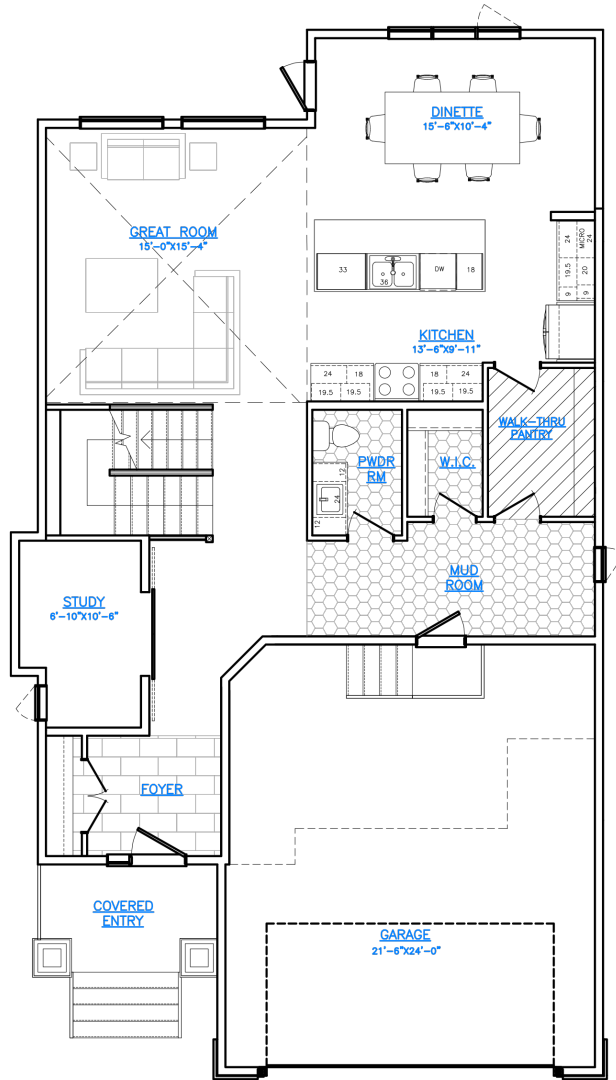 DINETTE
15'-6"X10'-4"
GREAT ROOM
15'-0"X15'-4"
24
MICRO
24
19.5
20
9
9
33
36
DW
18
KITCHEN
13'-6"X9'-11"
24
18
18
24
19.5
19.5
19.5
19.5
WALK-THRU
PANTRY
PWDR
RM
W.I.C.
12
24
12
MUD
ROOM
STUDY
6'-10"X10'-6"
FOYER
COVERED
ENTRY
GARAGE
21'-6"X24'-0"